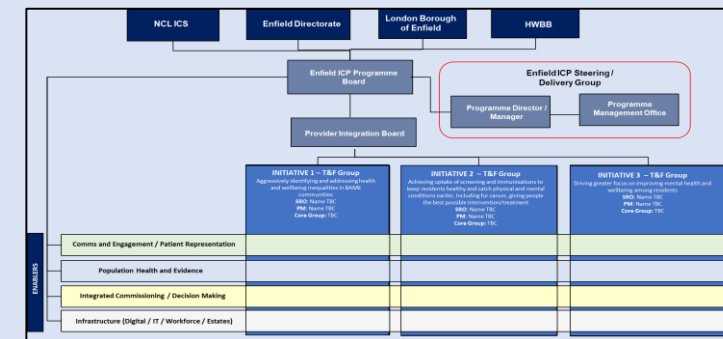 NCL ICS
Enfield Directorate
London Borough
of Enfield
HWBB
Enfield ICP Programme
Board
Enfield ICP Steering /
Delivery Group
Programme Director /
Manager
Programme
Management Office
Provider Integration Board
INITIATIVE 1 – T&F Group
Aggressively identifying and addressing health
and wellbeing inequalities in BAME
communities
SRO: Name TBC
PM: Name TBC
Core Group: TBC
INITIATIVE 2 – T&F Group
Achieving uptake of screening and immunisations to
keep residents healthy and catch physical and mental
conditions earlier, including for cancer, giving people
the best possible intervention/treatment
SRO: Name TBC
PM: Name TBC
Core Group: TBC
INITIATIVE 3 – T&F Group
Driving greater focus on improving mental health and
wellbeing among residents
SRO: Name TBC
PM: Name TBC
Core Group: TBC
ENABLERS
Comms and Engagement / Patient Representation
Population Health and Evidence
Integrated Commissioning / Decision Making
Infrastructure (Digital / IT / Workforce / Estates)